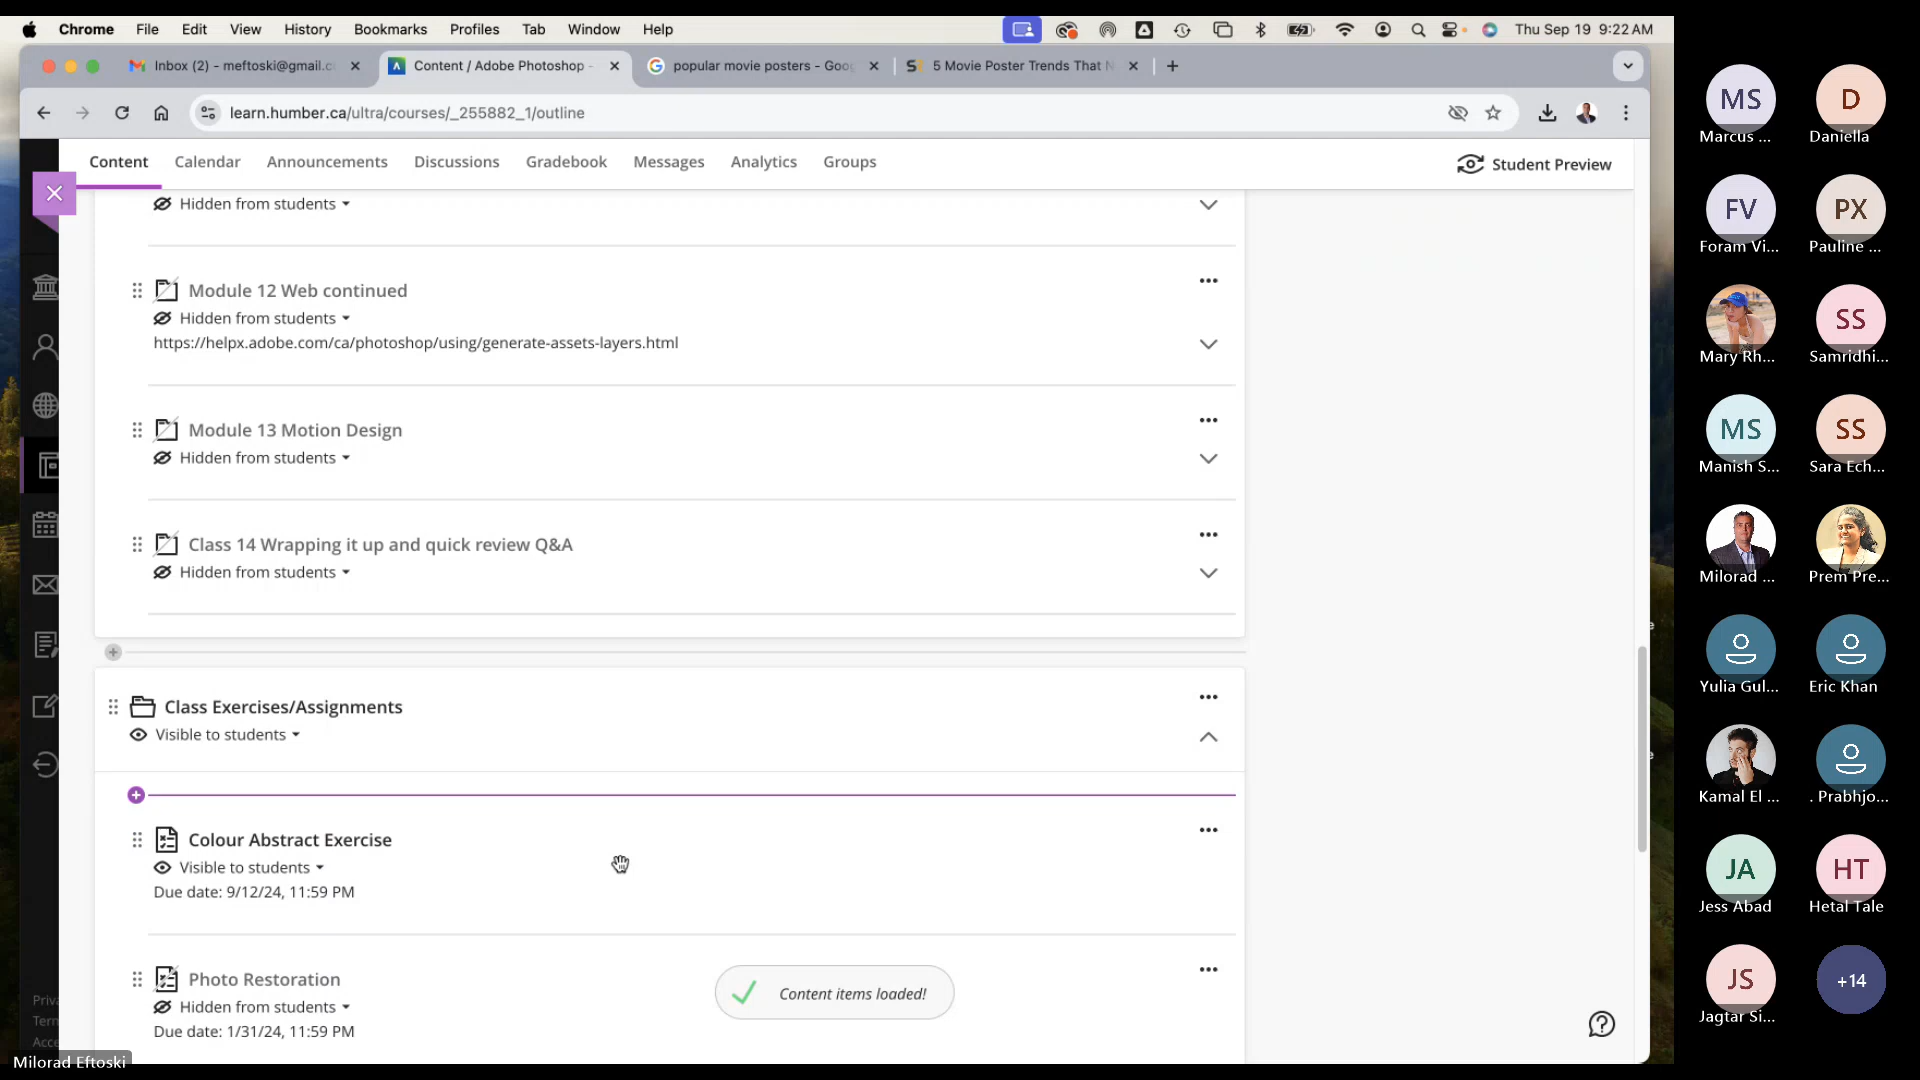 Chrome File Edit View History Bookmarks Profiles Tab Window Help Thu Sep 19 9:22 AM
Inbox (2) - meftoski@gmail.c Content / Adobe Photoshop - popular movie posters - Goo 5 Movie Poster Trends That N
learn.humber.ca/ultra/courses/_255882_1/outline
Content Calendar Announcements Discussions Gradebook Messages Analytics Groups Student Preview
Hidden from students
Module 12 Web continued
Hidden from students
https://helpx.adobe.com/ca/photoshop/using/generate-assets-layers.html
Module 13 Motion Design
Hidden from students
Class 14 Wrapping it up and quick review Q&A
Hidden from students
Class Exercises/Assignments
Visible to students
Colour Abstract Exercise
Visible to students
Due date: 9/12/24, 11:59 PM
Photo Restoration
Hidden from students
Due date: 1/31/24, 11:59 PM
Content items loaded!
Priva
Term
Acce
Milorad Eftoski
MS D
Marcus ... Daniella
FV PX
Foram Vi... Pauline ...
SS
Mary Rh... Samridhi...
MS SS
Manish S... Sara Ech...
Milorad ... Prem Pre...
Yulia Gul... Eric Khan
Kamal El ... . Prabhjo...
JA HT
Jess Abad Hetal Tale
JS +14
Jagtar Si...